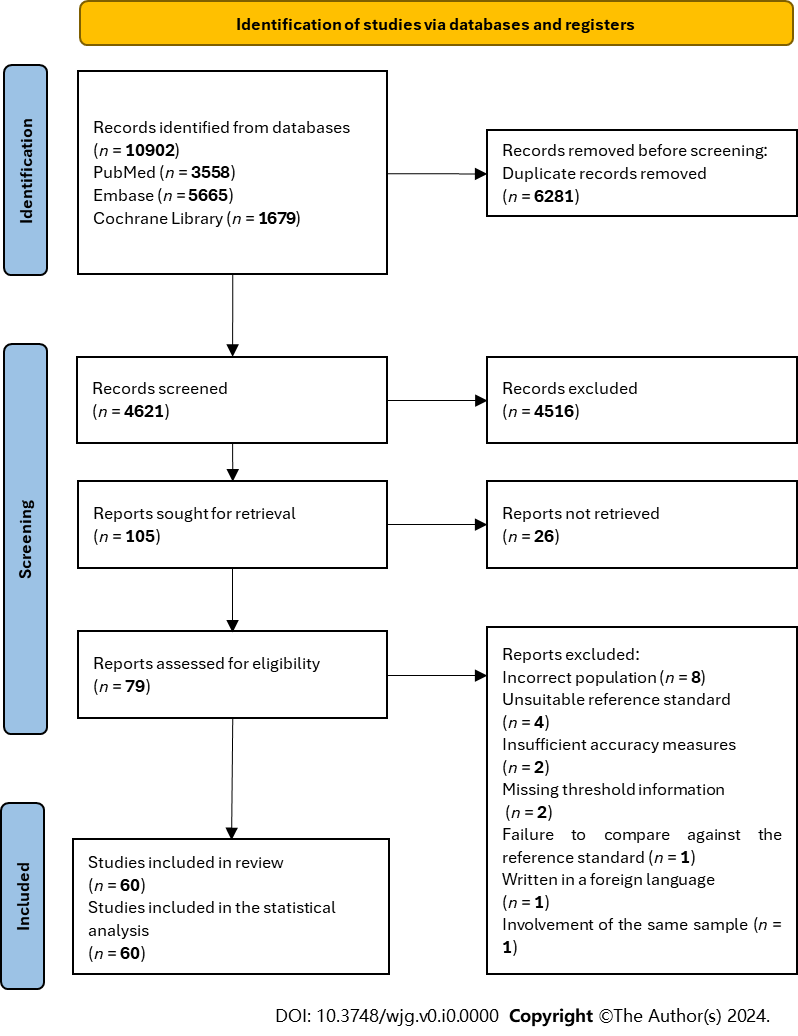 Identification of studies via databases and registers
Identification
Records identified from databases
(n = 10902)
PubMed (n = 3558)
Embase (n = 5665)
Cochrane Library (n = 1679)
Records removed before screening:
Duplicate records removed
(n = 6281)
Screening
Records screened
(n = 4621)
Records excluded
(n = 4516)
Reports sought for retrieval
(n = 105)
Reports not retrieved
(n = 26)
Reports assessed for eligibility
(n = 79)
Reports excluded:
Incorrect population (n = 8)
Unsuitable reference standard
(n = 4)
Insufficient accuracy measures
(n = 2)
Missing threshold information
(n = 2)
Failure to compare against the
reference standard (n = 1)
Written in a foreign language
(n = 1)
Involvement of the same sample (n =
1)
Included
Studies included in review
(n = 60)
Studies included in the statistical
analysis
(n = 60)
DOI: 10.3748/wjg.v0.i0.0000 Copyright ©The Author(s) 2024.